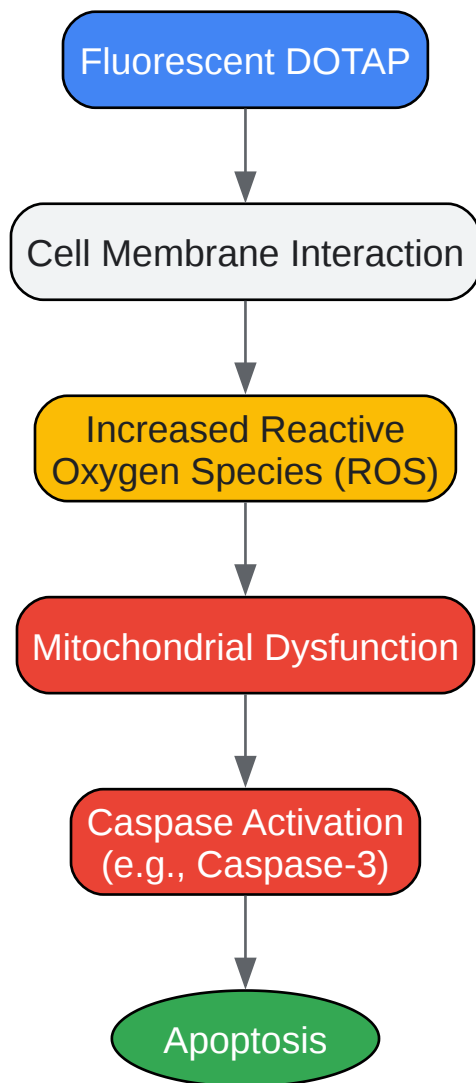 Fluorescent DOTAP
Cell Membrane Interaction
Increased Reactive
Oxygen Species (ROS)
Mitochondrial Dysfunction
Caspase Activation
(e.g., Caspase-3)
Apoptosis